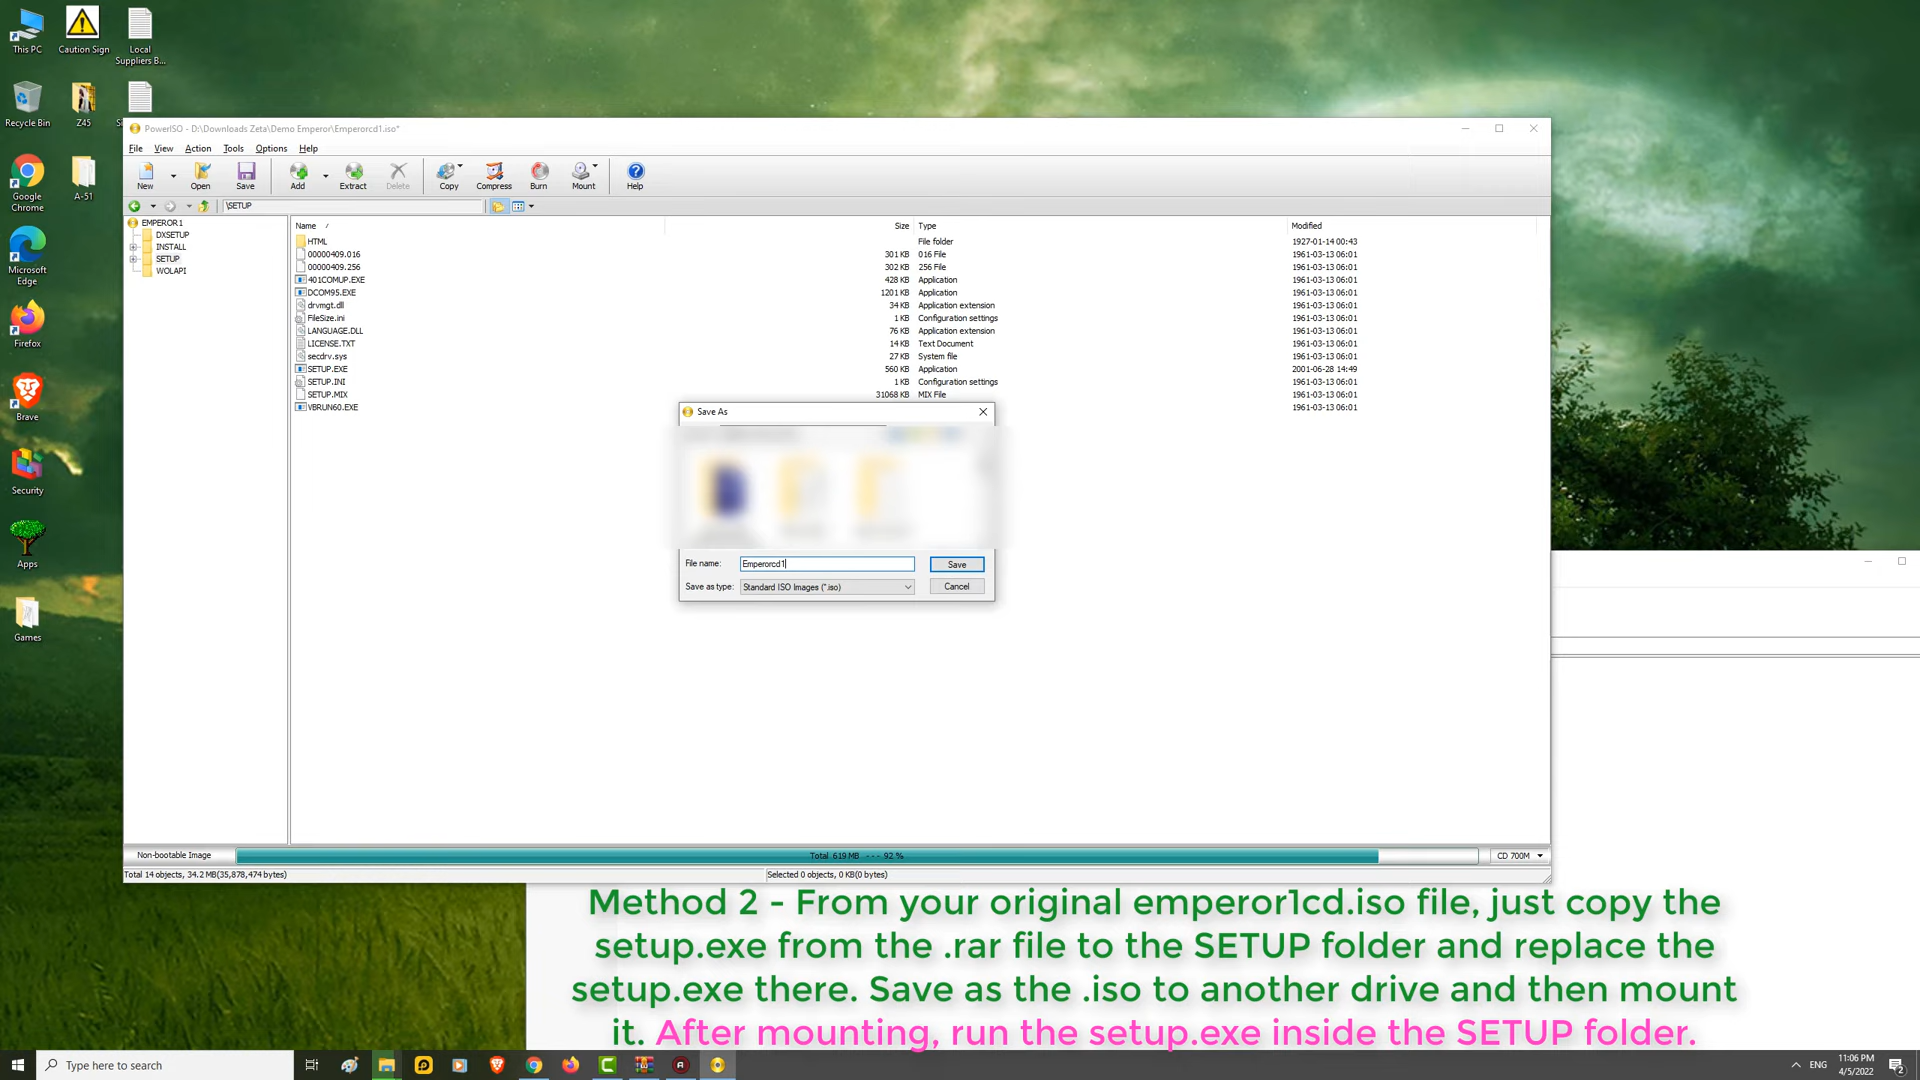 This PC
Caution Sign
Local
Suppliers B...
Recycle Bin
Z45
Google
Chrome
A-51
Microsoft
Edge
Firefox
Brave
Security
Apps
Games
PowerISO - D:\Downloads Zeta\Demo Emperor\Emperorcd1.iso*
File View Action Tools Options Help
New Open Save Add Extract Delete Copy Compress Burn Mount Help
\SETUP
EMPEROR1
DXSETUP
INSTALL
SETUP
WOLAPI
Name Size Type Modified
HTML File folder 1927-01-14 00:43
00000409.016 301 KB 016 File 1961-03-13 06:01
00000409.256 302 KB 256 File 1961-03-13 06:01
401COMUP.EXE 428 KB Application 1961-03-13 06:01
DCOM95.EXE 1201 KB Application 1961-03-13 06:01
drvmgt.dll 34 KB Application extension 1961-03-13 06:01
FileSize.ini 1 KB Configuration settings 1961-03-13 06:01
LANGUAGE.DLL 76 KB Application extension 1961-03-13 06:01
LICENSE.TXT 14 KB Text Document 1961-03-13 06:01
secdrv.sys 27 KB System file 1961-03-13 06:01
SETUP.EXE 560 KB Application 2001-06-28 14:49
SETUP.INI 1 KB Configuration settings 1961-03-13 06:01
SETUP.MIX 31068 KB MIX File 1961-03-13 06:01
VBRUN60.EXE 1961-03-13 06:01
Save As
File name: Emperorcd1 Save
Save as type: Standard ISO Images (*.iso) Cancel
Non-bootable Image Total 619 MB --- 92 % CD 700M
Total 14 objects, 34.2 MB(35,878,474 bytes) Selected 0 objects, 0 KB(0 bytes)
Method 2 - From your original emperor1cd.iso file, just copy the
setup.exe from the .rar file to the SETUP folder and replace the
setup.exe there. Save as the .iso to another drive and then mount
it. After mounting, run the setup.exe inside the SETUP folder.
Type here to search
ENG
11:06 PM
4/5/2022
2